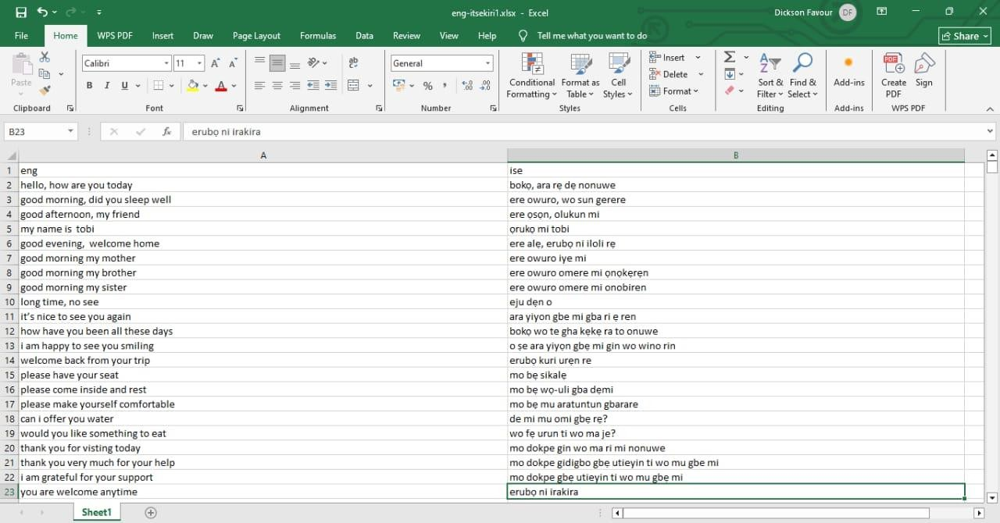 eng-itsekiri1.xlsx - Excel
Dickson Favour DF
File Home WPS PDF Insert Draw Page Layout Formulas Data Review View Help Tell me what you want to do Share
Paste
Clipboard
Calibri 11
B I U
Font
Alignment
General
% ,
Number
Conditional Formatting
Format as Table
Cell Styles
Styles
Insert
Delete
Format
Cells
Sort & Filter
Find & Select
Editing
Add-ins
Add-ins
Create PDF
Sign
WPS PDF
B23 fx erubọ ni irakira
A B
1 eng ise
2 hello, how are you today bokọ, ara rẹ dẹ nonuwe
3 good morning, did you sleep well ere owuro, wo sun gerere
4 good afternoon, my friend ere ọsọn, olukun mi
5 my name is tobi ọrukọ mi tobi
6 good evening, welcome home ere alẹ, erubọ ni iloli rẹ
7 good morning my mother ere owuro iye mi
8 good morning my brother ere owuro omere mi ọnọkẹrẹn
9 good morning my sister ere owuro omere mi onobiren
10 long time, no see eju dẹn o
11 it’s nice to see you again ara yiyon gbe mi gba ri ẹ ren
12 how have you been all these days bokọ wo te gha kẹkẹ ra to onuwe
13 i am happy to see you smiling o ṣe ara yiyọn gbẹ mi gin wo wino rin
14 welcome back from your trip erubọ kuri urẹn re
15 please have your seat mo bẹ sikalẹ
16 please come inside and rest mo bẹ wọ-uli gba dẹmi
17 please make yourself comfortable mo bẹ mu aratuntun gbarare
18 can i offer you water de mi mu omi gbẹ rẹ?
19 would you like something to eat wo fẹ urun ti wo ma je?
20 thank you for visting today mo dokpe gin wo ma ri mi nonuwe
21 thank you very much for your help mo dokpe gidigbo gbẹ utieyin ti wo mu gbe mi
22 i am grateful for your support mo dokpe gbẹ utieyin ti wo mu gbẹ mi
23 you are welcome anytime erubọ ni irakira
Sheet1